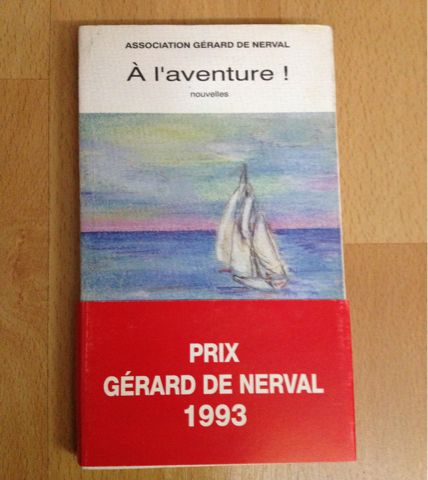 ASSOCIATION GÉRARD DE NERVAL
À l'aventure !
nouvelles
PRIX
GÉRARD DE NERVAL
1993